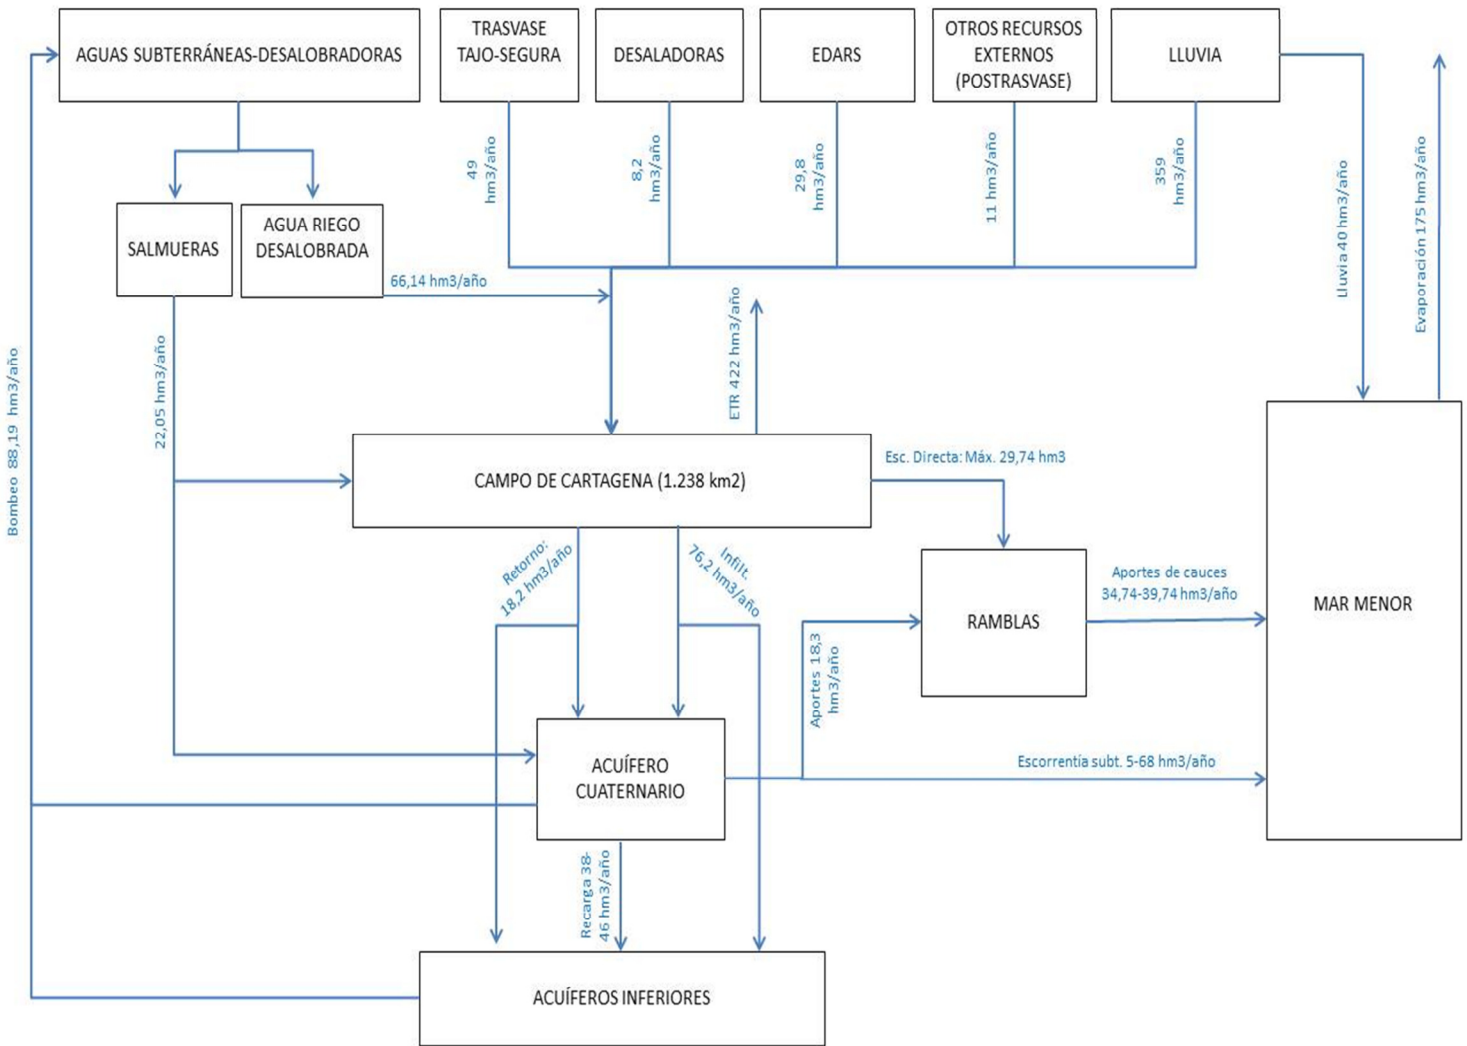 AGUAS SUBTERRÁNEAS-DESALOBRADORAS
TRASVASE
TAJO-SEGURA
DESALADORAS
EDARS
OTROS RECURSOS
EXTERNOS
(POSTRASVASE)
LLUVIA
49
hm3/año
8,2
hm3/año
29,8
hm3/año
11 hm3/año
359
hm3/año
Lluvia 40 hm3/año
Evaporación 175 hm3/año
SALMUERAS
AGUA RIEGO
DESALOBRADA
66,14 hm3/año
ETR 422 hm3/año
22,05 hm3/año
Bombeo 88,19 hm3/año
CAMPO DE CARTAGENA (1.238 km2)
Esc. Directa: Máx. 29,74 hm3
Retorno:
18,2 hm3/año
Infilt.
76,2 hm3/año
RAMBLAS
Aportes de cauces
34,74-39,74 hm3/año
MAR MENOR
Aportes 18,3
hm3/año
ACUÍFERO
CUATERNARIO
Escorrentía subt. 5-68 hm3/año
Recarga 38-
46 hm3/año
ACUÍFEROS INFERIORES